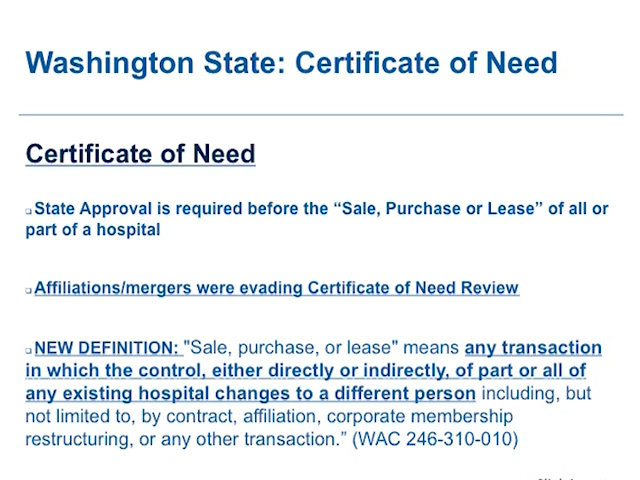 Washington State: Certificate of Need
Certificate of Need
State Approval is required before the “Sale, Purchase or Lease” of all or
part of a hospital
Affiliations/mergers were evading Certificate of Need Review
NEW DEFINITION: "Sale, purchase, or lease" means any transaction
in which the control, either directly or indirectly, of part or all of
any existing hospital changes to a different person including, but
not limited to, by contract, affiliation, corporate membership
restructuring, or any other transaction.” (WAC 246-310-010)